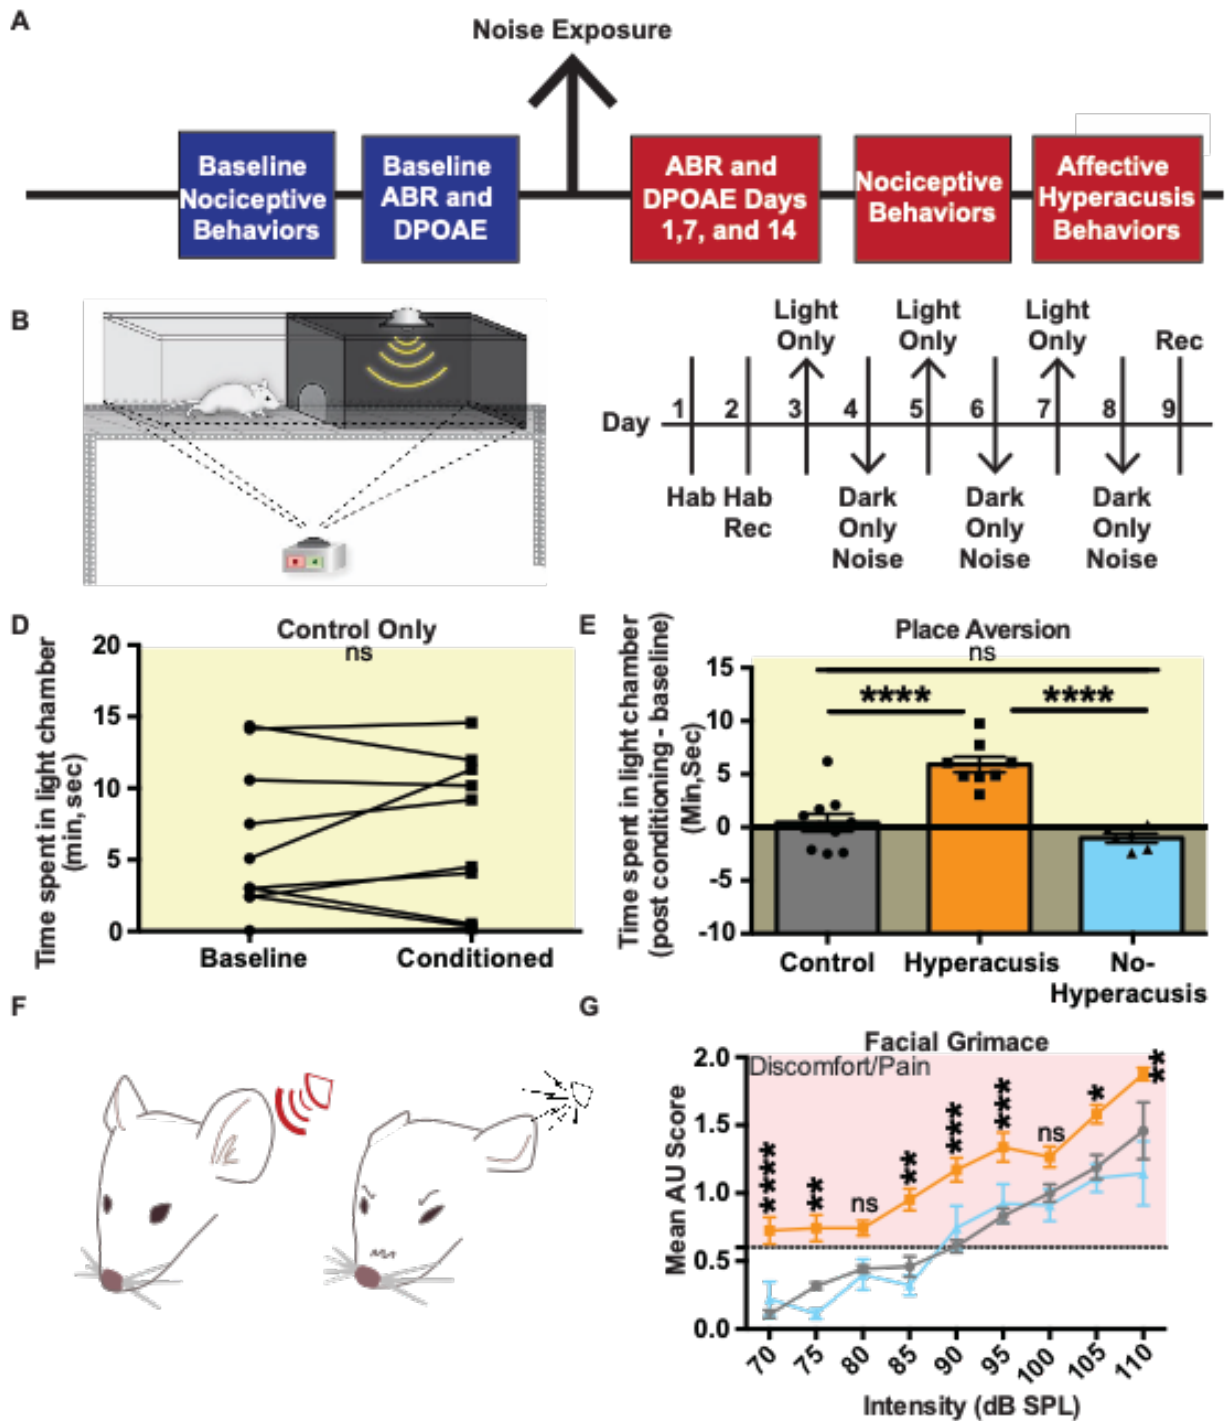 A
Noise Exposure
Baseline
Nociceptive
Behaviors
Baseline
ABR and
DPOAE
ABR and
DPOAE Days
1,7, and 14
Nociceptive
Behaviors
Affective
Hyperacusis
Behaviors
B
Light
Only
Light
Only
Light
Only
Rec
Day
1 2 3 4 5 6 7 8 9
Hab
Hab
Rec
Dark
Only
Noise
Dark
Only
Noise
Dark
Only
Noise
D
Control Only
ns
Time spent in light chamber
(min, sec)
20
15
10
5
0
Baseline
Conditioned
E
Place Aversion
ns
****
****
Time spent in light chamber
(post conditioning - baseline)
(Min,Sec)
15
10
5
0
-5
-10
Control
Hyperacusis
No-
Hyperacusis
F
G
Facial Grimace
Discomfort/Pain
Mean AU Score
2.0
1.5
1.0
0.5
0.0
****
**
ns
**
***
***
ns
*
**
70 75 80 85 90 95 100 105 110
Intensity (dB SPL)